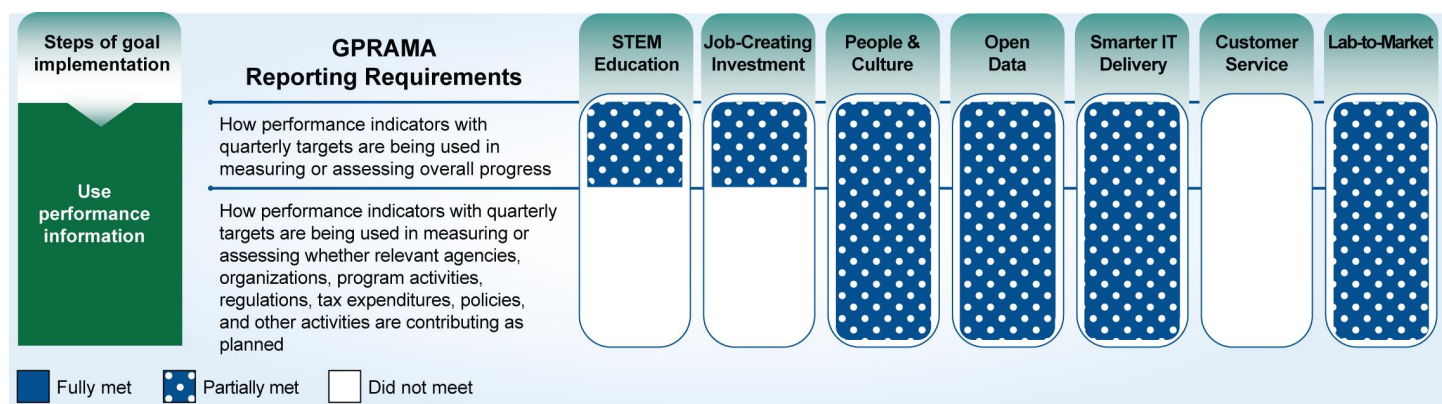 Steps of goal
implementation
GPRAMA
Reporting Requirements
STEM
Education
Job-Creating
Investment
People &
Culture
Open
Data
Smarter IT
Delivery
Customer
Service
Lab-to-Market
Use
performance
information
How performance indicators with
quarterly targets are being used in
measuring or assessing overall progress
How performance indicators with quarterly
targets are being used in measuring or
assessing whether relevant agencies,
organizations, program activities,
regulations, tax expenditures, policies,
and other activities are contributing as
planned
Fully met
Partially met
Did not meet